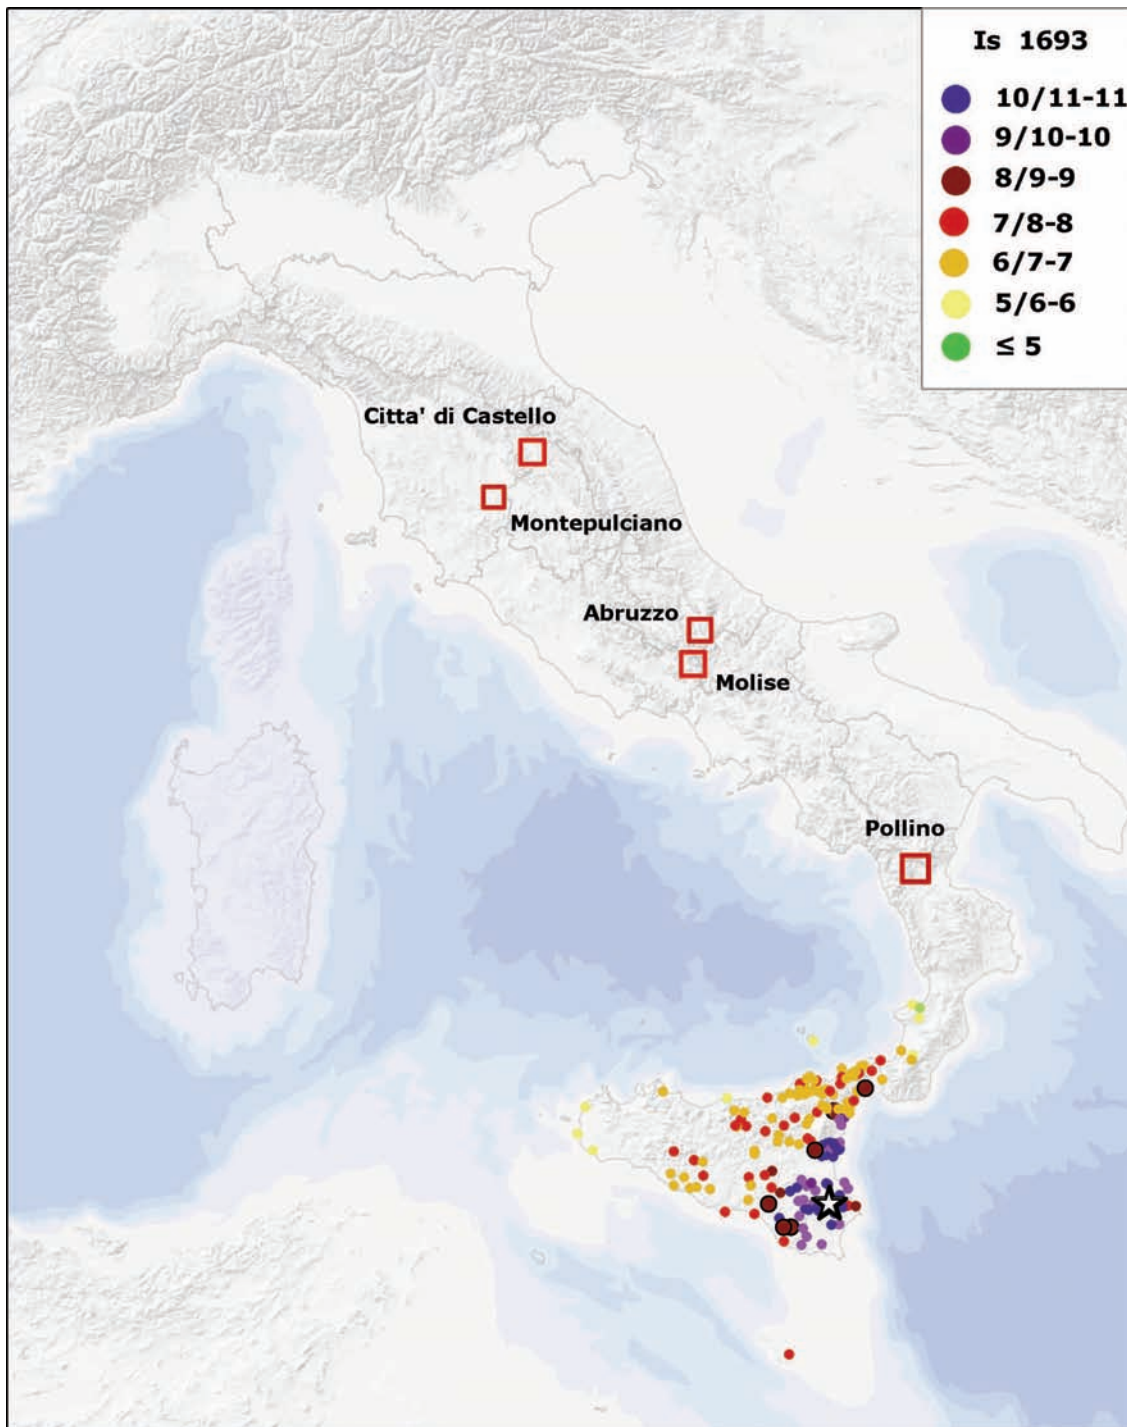 Is 1693
10/11-11
9/10-10
8/9-9
7/8-8
6/7-7
5/6-6
≤ 5
Citta' di Castello
Montepulciano
Abruzzo
Molise
Pollino